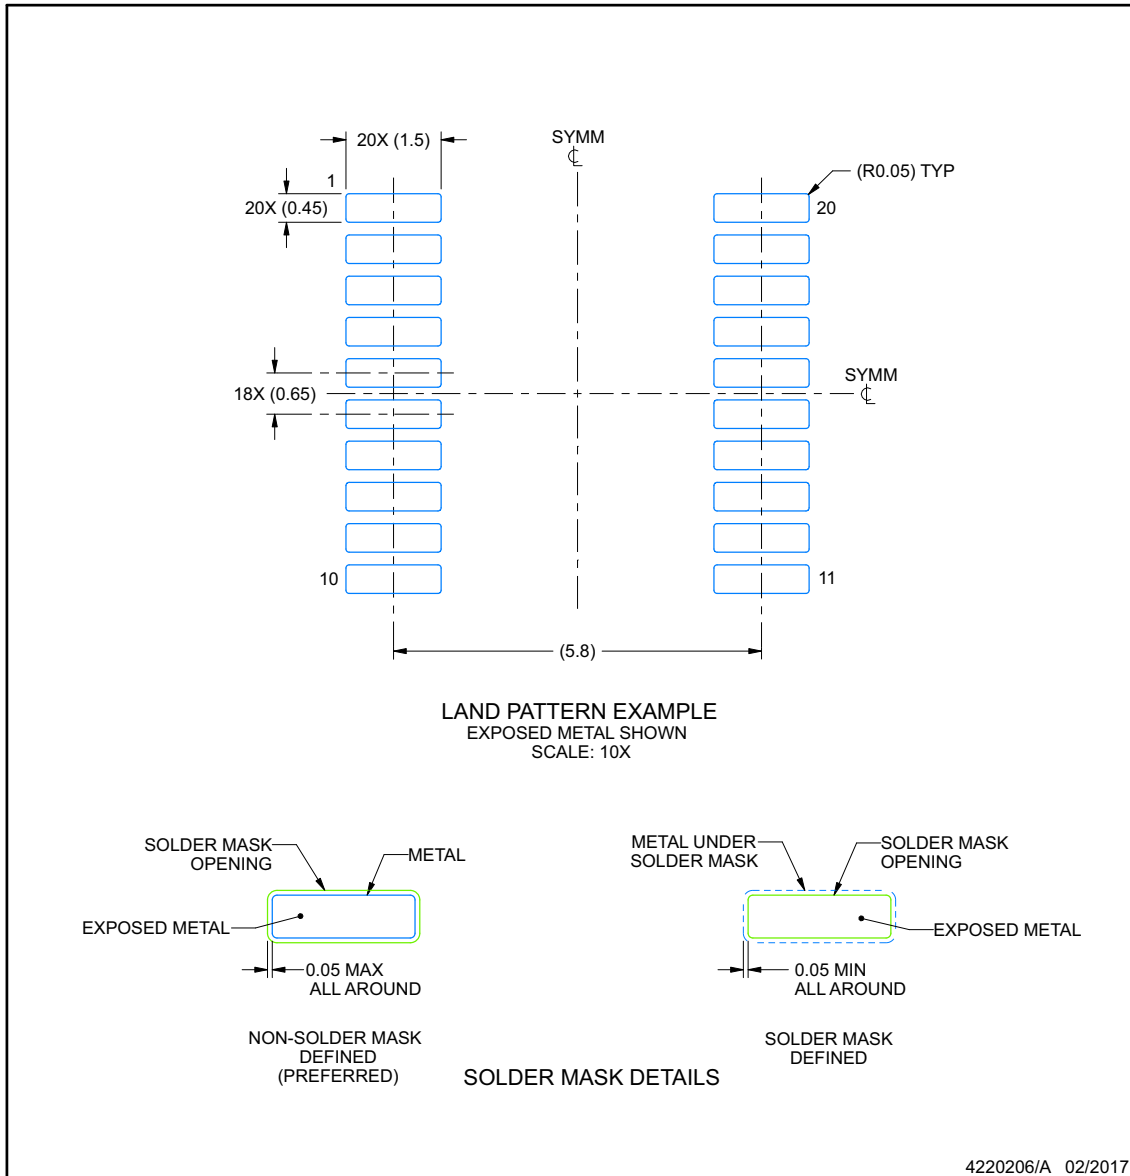 20X (1.5)
SYMM
℄
(R0.05) TYP
1
20X (0.45)
20
18X (0.65)
SYMM
℄
10
11
(5.8)
LAND PATTERN EXAMPLE
EXPOSED METAL SHOWN
SCALE: 10X
SOLDER MASK
OPENING
METAL
EXPOSED METAL
0.05 MAX
ALL AROUND
NON-SOLDER MASK
DEFINED
(PREFERRED)
METAL UNDER
SOLDER MASK
SOLDER MASK
OPENING
EXPOSED METAL
0.05 MIN
ALL AROUND
SOLDER MASK
DEFINED
SOLDER MASK DETAILS
4220206/A 02/2017